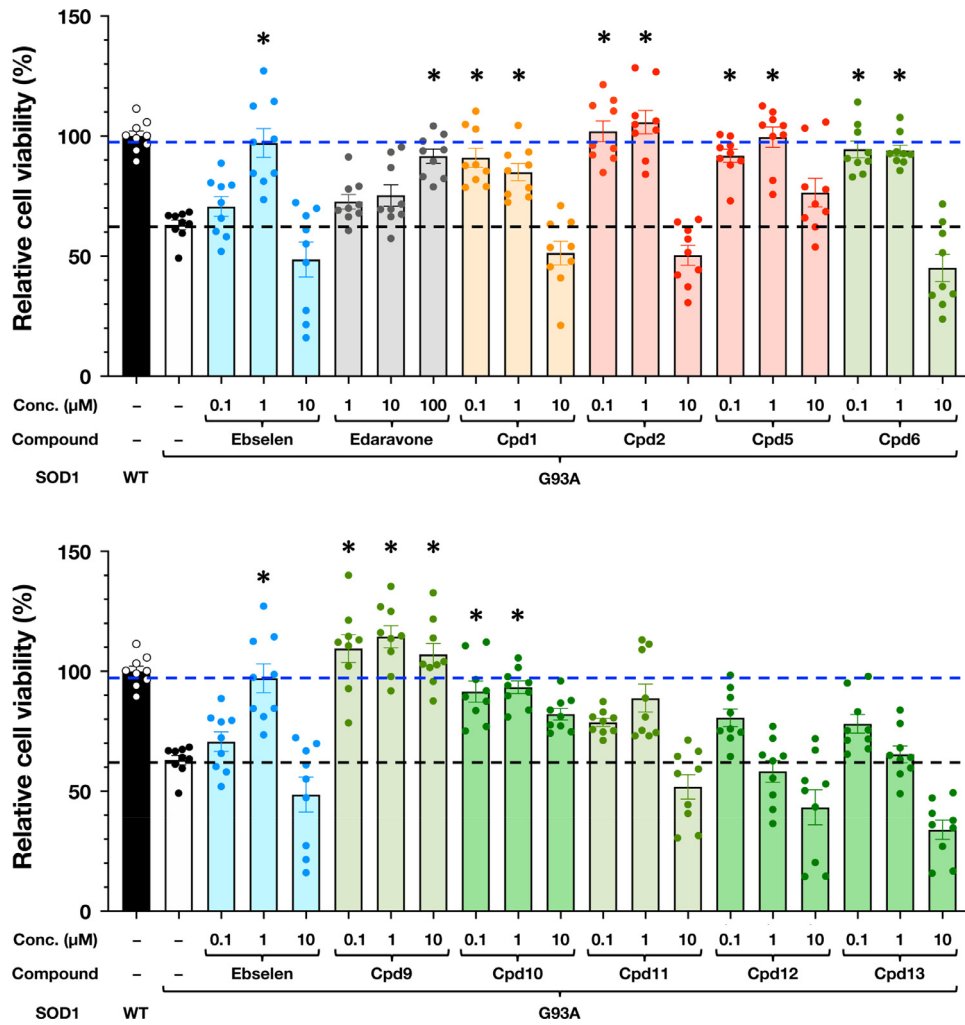 150
*
*
*
*
*
*
*
*
*
*
100
50
0
Relative cell viability (%)
Conc. (μM)
–
–
0.1
1
10
1
10
100
0.1
1
10
0.1
1
10
0.1
1
10
0.1
1
10
Compound
–
–
Ebselen
Edaravone
Cpd1
Cpd2
Cpd5
Cpd6
SOD1
WT
G93A
150
*
*
*
*
*
*
100
50
0
Relative cell viability (%)
Conc. (μM)
–
–
0.1
1
10
0.1
1
10
0.1
1
10
0.1
1
10
0.1
1
10
0.1
1
10
Compound
–
–
Ebselen
Cpd9
Cpd10
Cpd11
Cpd12
Cpd13
SOD1
WT
G93A